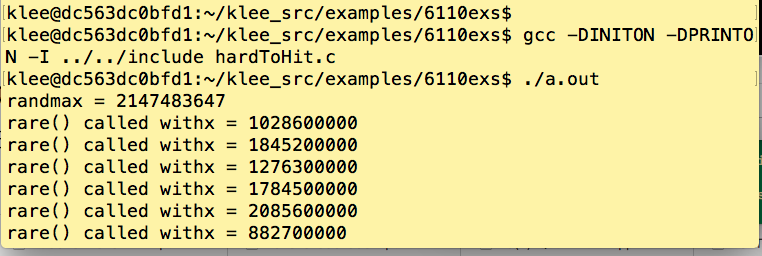 klee@dc563dc0bfd1:~/klee_src/examples/6110exs$
klee@dc563dc0bfd1:~/klee_src/examples/6110exs$ gcc -DINITON -DPRINTO
N -I ../../include hardToHit.c
klee@dc563dc0bfd1:~/klee_src/examples/6110exs$ ./a.out
randmax = 2147483647
rare() called withx = 1028600000
rare() called withx = 1845200000
rare() called withx = 1276300000
rare() called withx = 1784500000
rare() called withx = 2085600000
rare() called withx = 882700000